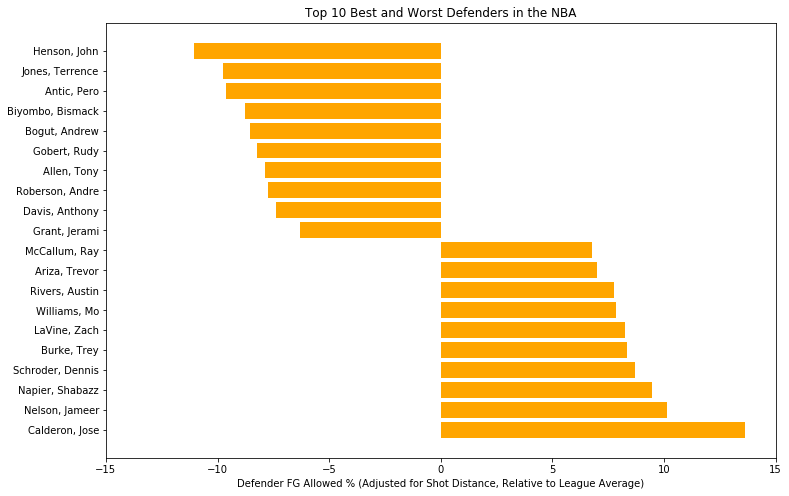 Top 10 Best and Worst Defenders in the NBA
Henson, John
Jones, Terrence
Antic, Pero
Biyombo, Bismack
Bogut, Andrew
Gobert, Rudy
Allen, Tony
Roberson, Andre
Davis, Anthony
Grant, Jerami
McCallum, Ray
Ariza, Trevor
Rivers, Austin
Williams, Mo
LaVine, Zach
Burke, Trey
Schroder, Dennis
Napier, Shabazz
Nelson, Jameer
Calderon, Jose
−15 −10 −5 0 5 10 15
Defender FG Allowed % (Adjusted for Shot Distance, Relative to League Average)